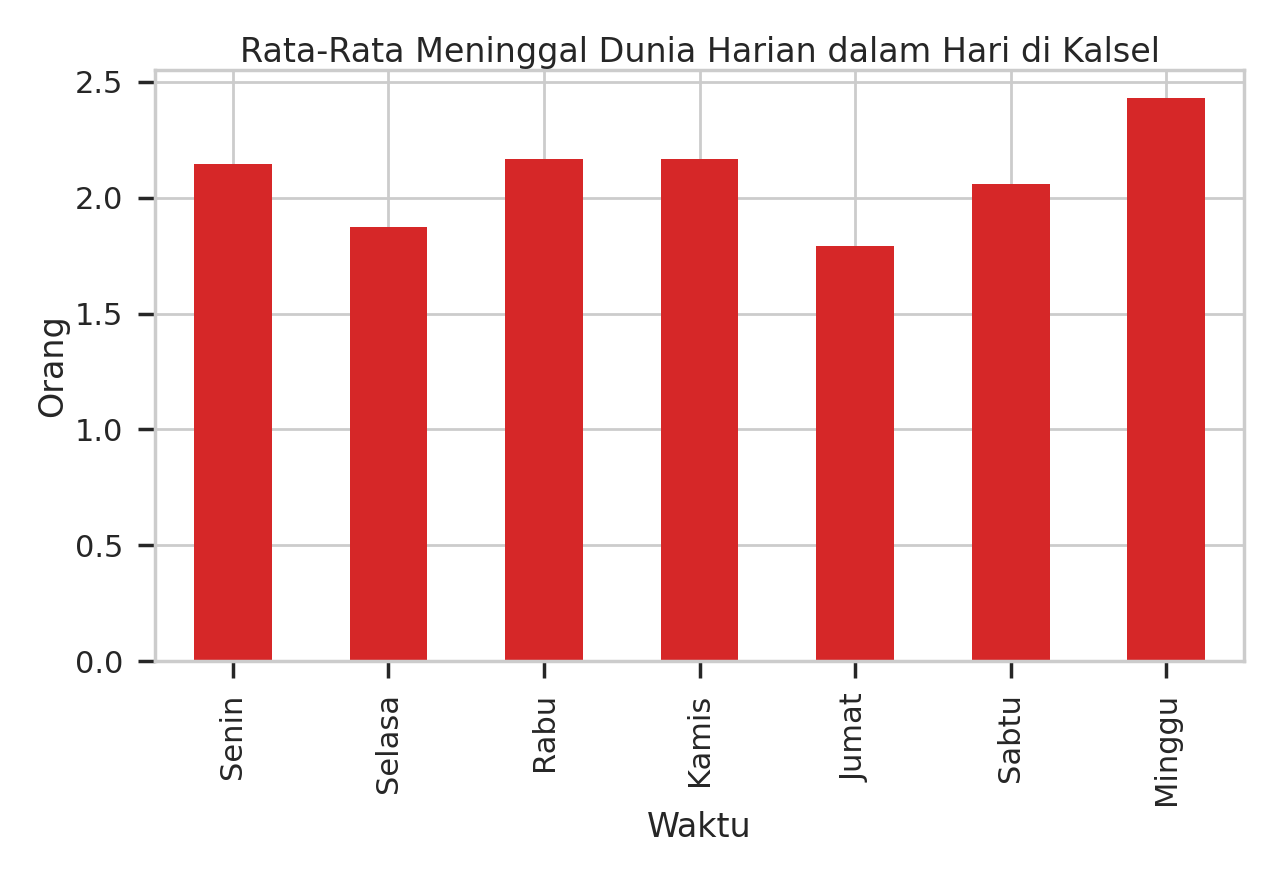 Rata-Rata Meninggal Dunia Harian dalam Hari di Kalsel
2.5
2.0
1.5
1.0
0.5
0.0
Orang
Senin
Selasa
Rabu
Kamis
Jumat
Sabtu
Minggu
Waktu